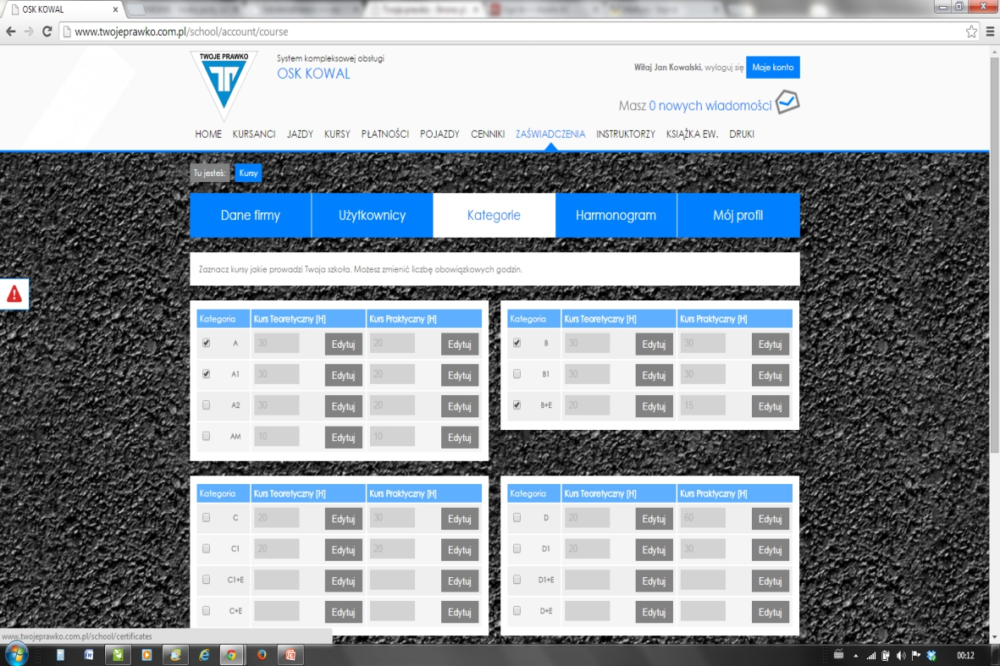 OSK KOWAL
www.twojeprawko.com.pl/school/account/course
TWOJE PRAWKO
System kompleksowej obsługi
OSK KOWAL
Witaj Jan Kowalski, wyloguj się Moje konto
Masz 0 nowych wiadomości
HOME KURSANCI JAZDY KURSY PŁATNOŚCI POJAZDY CENNIKI ZAŚWIADCZENIA INSTRUKTORZY KSIĄŻKA EW. DRUKI
Tu jesteś: Kursy
Dane firmy Użytkownicy Kategorie Harmonogram Mój profil
Zaznacz kursy jakie prowadzi Twoja szkoła. Możesz zmienić liczbę obowiązkowych godzin.
Kategoria Kurs Teoretyczny [H] Kurs Praktyczny [H]
A 30 Edytuj 20 Edytuj
A1 30 Edytuj 20 Edytuj
A2 30 Edytuj 20 Edytuj
AM 10 Edytuj 10 Edytuj
Kategoria Kurs Teoretyczny [H] Kurs Praktyczny [H]
B 30 Edytuj 30 Edytuj
B1 30 Edytuj 30 Edytuj
B+E 20 Edytuj 15 Edytuj
Kategoria Kurs Teoretyczny [H] Kurs Praktyczny [H]
C 20 Edytuj 30 Edytuj
C1 20 Edytuj 20 Edytuj
C1+E Edytuj Edytuj
C+E Edytuj Edytuj
Kategoria Kurs Teoretyczny [H] Kurs Praktyczny [H]
D 20 Edytuj 60 Edytuj
D1 20 Edytuj 30 Edytuj
D1+E Edytuj Edytuj
D+E Edytuj Edytuj
www.twojeprawko.com.pl/school/certificates
00:12